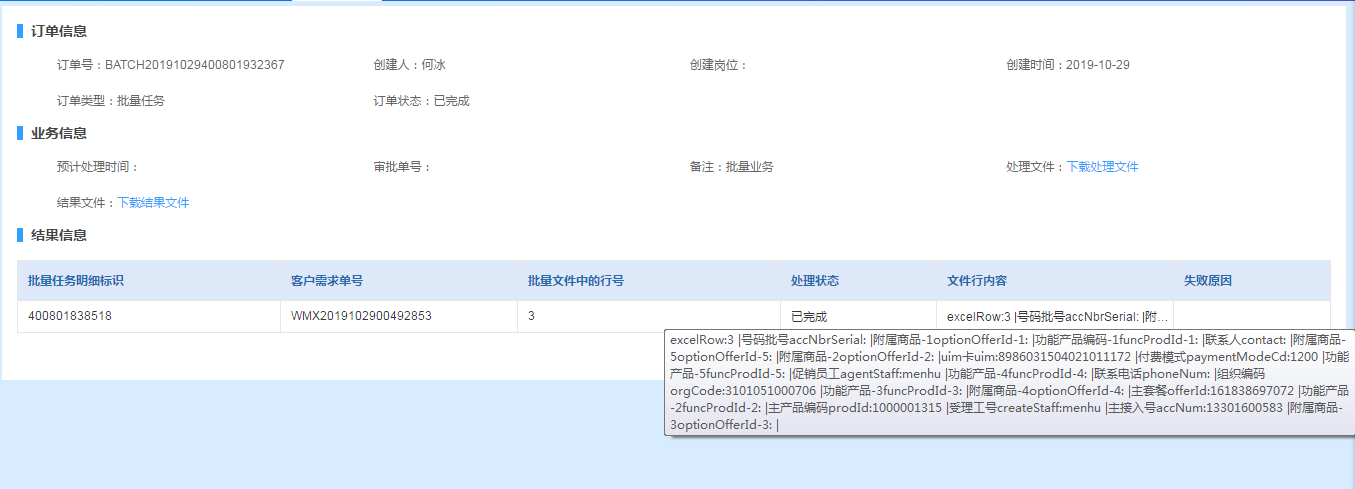 订单信息
订单号：BATCH20191029400801932367 创建人：何冰 创建岗位： 创建时间：2019-10-29
订单类型：批量任务 订单状态：已完成
业务信息
预计处理时间： 审批单号： 备注：批量业务 处理文件：下载处理文件
结果文件：下载结果文件
结果信息
批量任务明细标识 客户需求单号 批量文件中的行号 处理状态 文件行内容 失败原因
400801838518 WMX2019102900492853 3 已完成 excelRow:3 |号码批号accNbrSerial: |附...
excelRow:3 |号码批号accNbrSerial: |附属商品-1optionOfferId-1: |功能产品编码-1funcProdId-1: |联系人contact: |附属商品-
5optionOfferId-5: |附属商品-2optionOfferId-2: |uim卡uim:8986031504021011172 |付费模式paymentModeCd:1200 |功能
产品-5funcProdId-5: |促销员工agentStaff:menhu |功能产品-4funcProdId-4: |联系电话phoneNum: |组织编码
orgCode:3101051000706 |功能产品-3funcProdId-3: |附属商品-4optionOfferId-4: |主套餐offerId:161838697072 |功能产品
-2funcProdId-2: |主产品编码prodId:1000001315 |受理工号createStaff:menhu |主接入号accNum:13301600583 |附属商品-
3optionOfferId-3: |